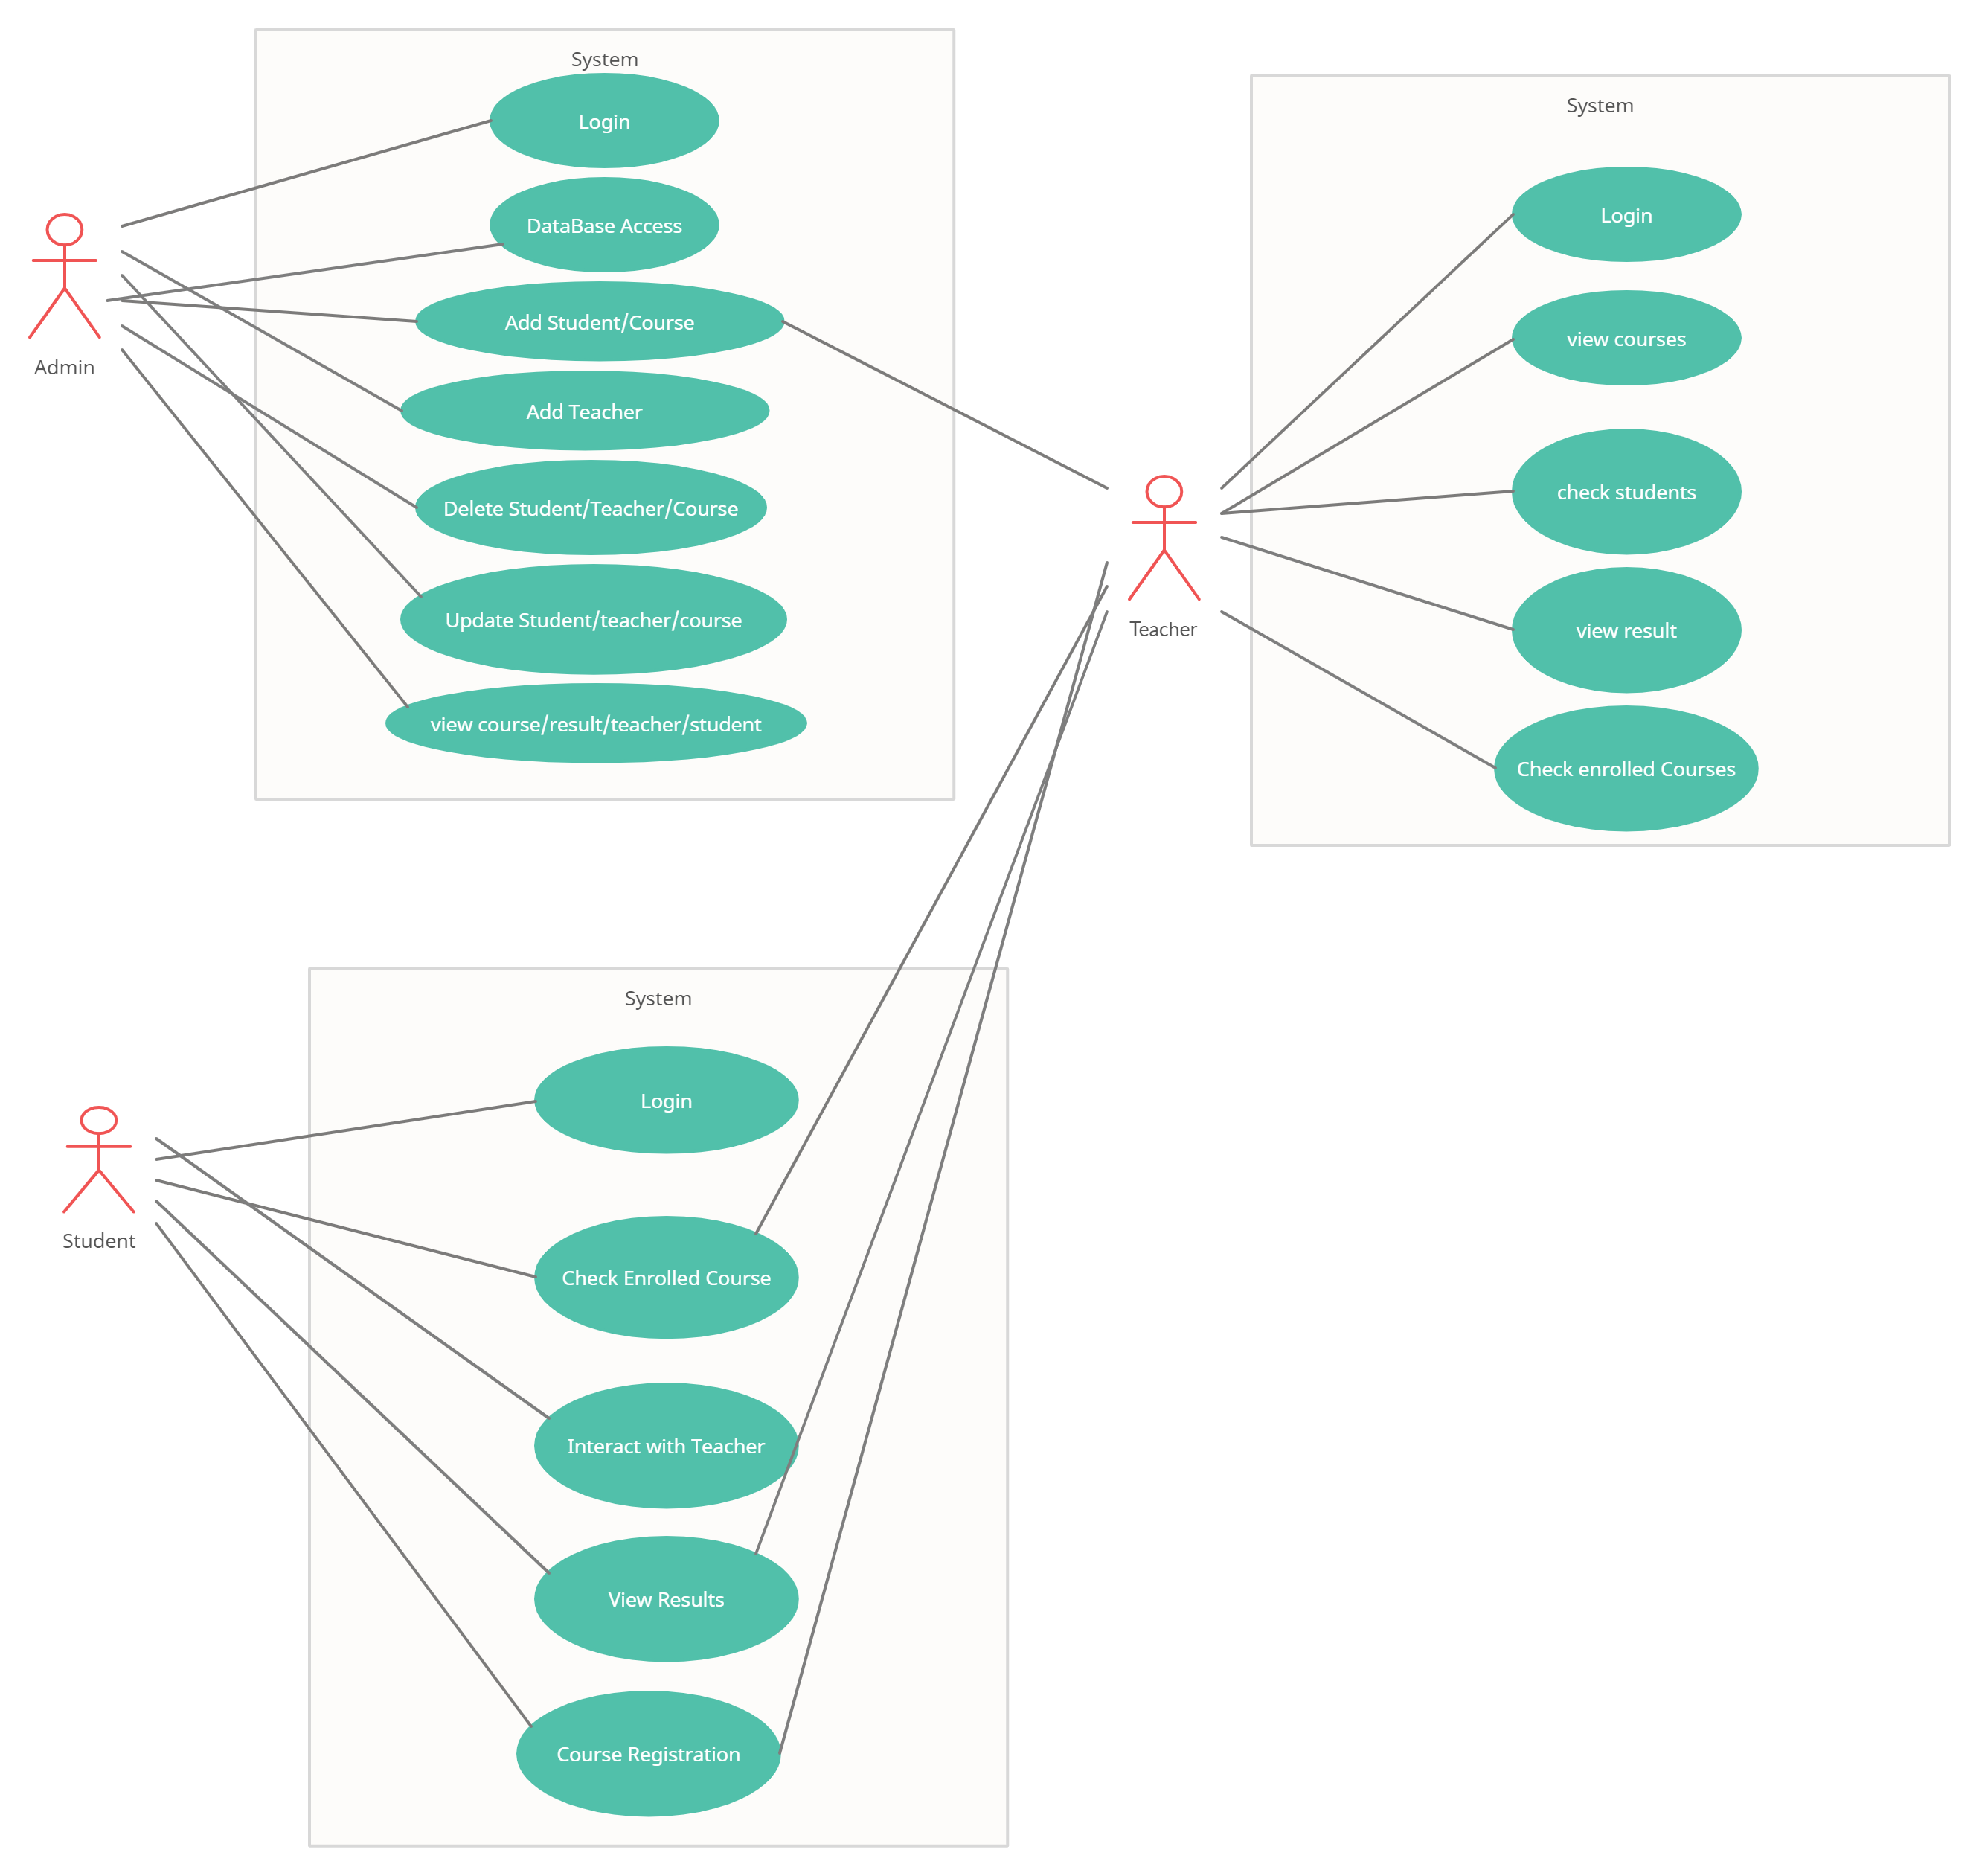 System
Login
DataBase Access
Add Student/Course
Add Teacher
Delete Student/Teacher/Course
Update Student/teacher/course
view course/result/teacher/student
Admin
System
Login
view courses
check students
view result
Check enrolled Courses
Teacher
System
Login
Check Enrolled Course
Interact with Teacher
View Results
Course Registration
Student